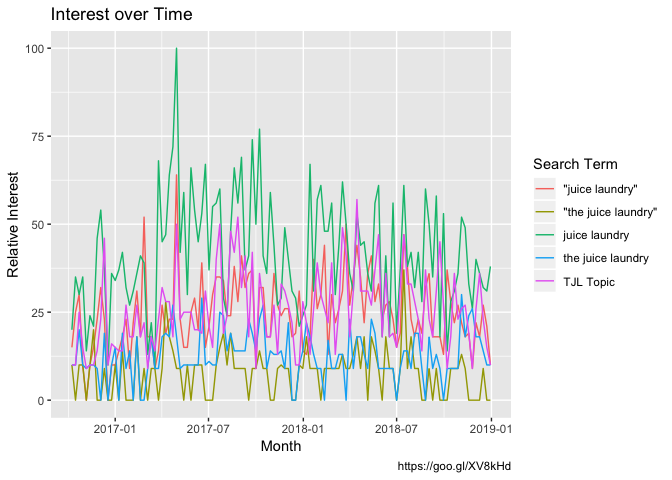 Interest over Time
Relative Interest
100
75
50
25
0
2017-01 2017-07 2018-01 2018-07 2019-01
Month
Search Term
"juice laundry"
"the juice laundry"
juice laundry
the juice laundry
TJL Topic
https://goo.gl/XV8kHd